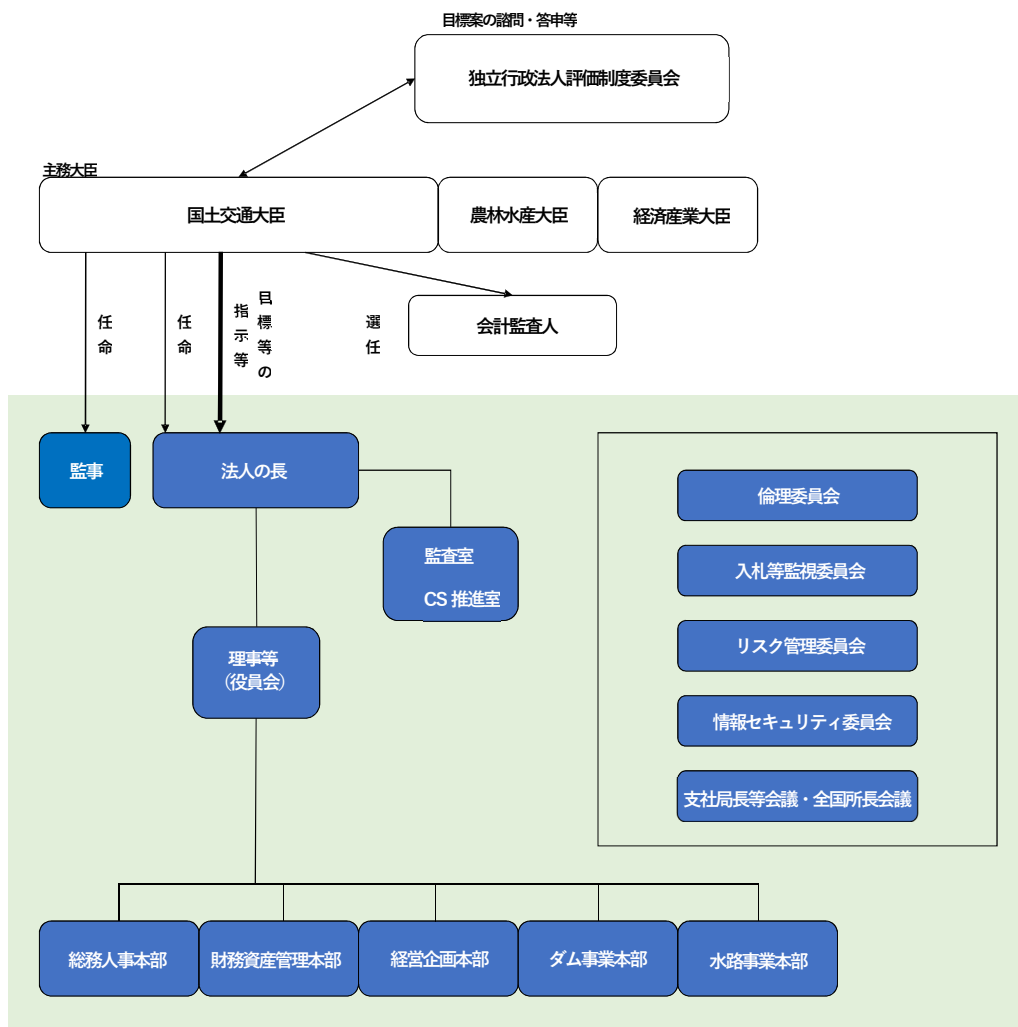 目標案の諮問・答申等
独立行政法人評価制度委員会
主務大臣
国土交通大臣
農林水産大臣
経済産業大臣
任命
任命
目標等の
指示等
選任
会計監査人
監事
法人の長
監査室
CS 推進室
理事等
（役員会）
倫理委員会
入札等監視委員会
リスク管理委員会
情報セキュリティ委員会
支社局長等会議・全国所長会議
総務人事本部
財務資産管理本部
経営企画本部
ダム事業本部
水路事業本部